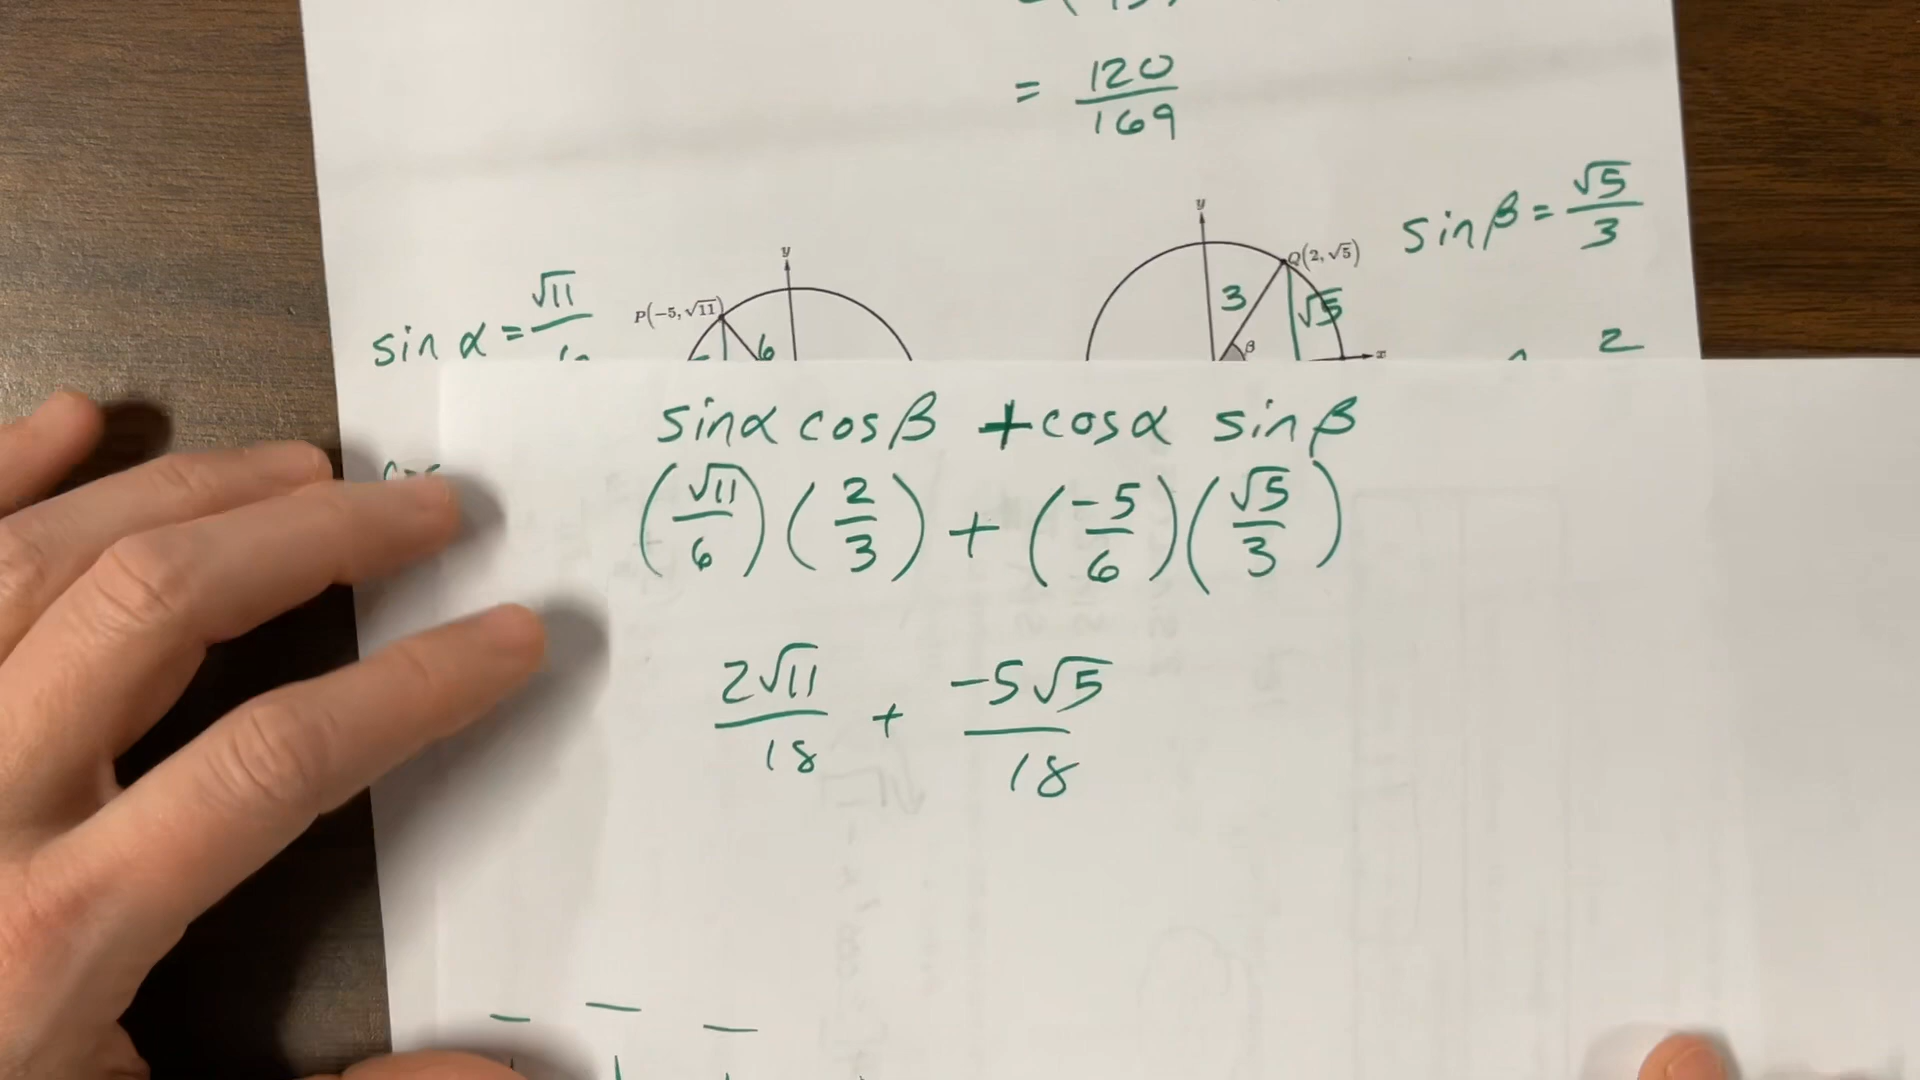 = 120/169
sin β = √5/3
y
Q(2, √5)
3
√5
β
x
y
P(−5, √11)
6
sin α = √11/
2
sin α cos β + cos α sin β
(√11/6)(2/3) + (-5/6)(√5/3)
2√11/18 + -5√5/18